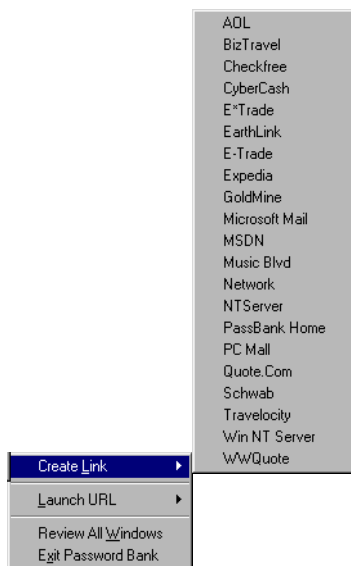 AOL
BizTravel
Checkfree
CyberCash
E*Trade
EarthLink
E-Trade
Expedia
GoldMine
Microsoft Mail
MSDN
Music Blvd
Network
NTServer
PassBank Home
PC Mall
Quote.Com
Schwab
Travelocity
Win NT Server
WWQuote
Create Link
Launch URL
Review All Windows
Exit Password Bank